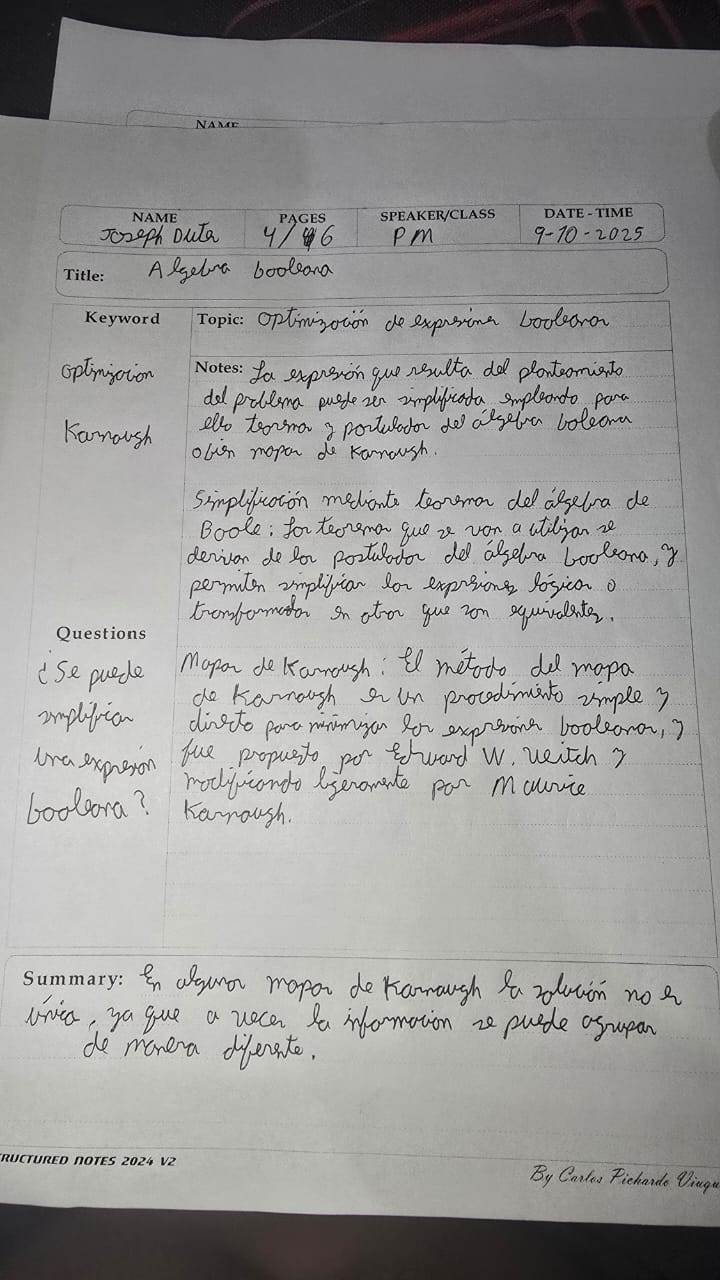 NAME
NAME PAGES SPEAKER/CLASS DATE - TIME
Joseph Duta 4/6 PM 9-10-2025
Title: Algebra booleana
Keyword
Topic: Optimización de expresiones booleanas
Optimizacion
Karnaugh
Notes: La expresión que resulta del planteamiento
del problema puede ser simplificada empleando para
ello teorema y postulados del álgebra boleana
o bien mapas de Karnaugh.
Simplificación mediante teoremas del álgebra de
Boole: Los teoremas que se van a utilizar se
derivan de los postulados del álgebra booleana, y
permiten simplificar las expresiones lógicas o
transformarlas en otras que son equivalentes.
Questions
¿Se puede
simplificar
una expresión
booleana?
Mapas de Karnaugh: El método del mapa
de Karnaugh es un procedimiento simple y
directo para minimizar las expresiones booleanas, y
fue propuesto por Edward W. Veitch y
modificando ligeramente por Maurice
Karnaugh.
Summary: En algunos mapas de Karnaugh la solución no es
única, ya que a veces la información se puede agrupar
de manera diferente.
RUCTURED NOTES 2024 V2
By Carlos Pichardo Viuqu